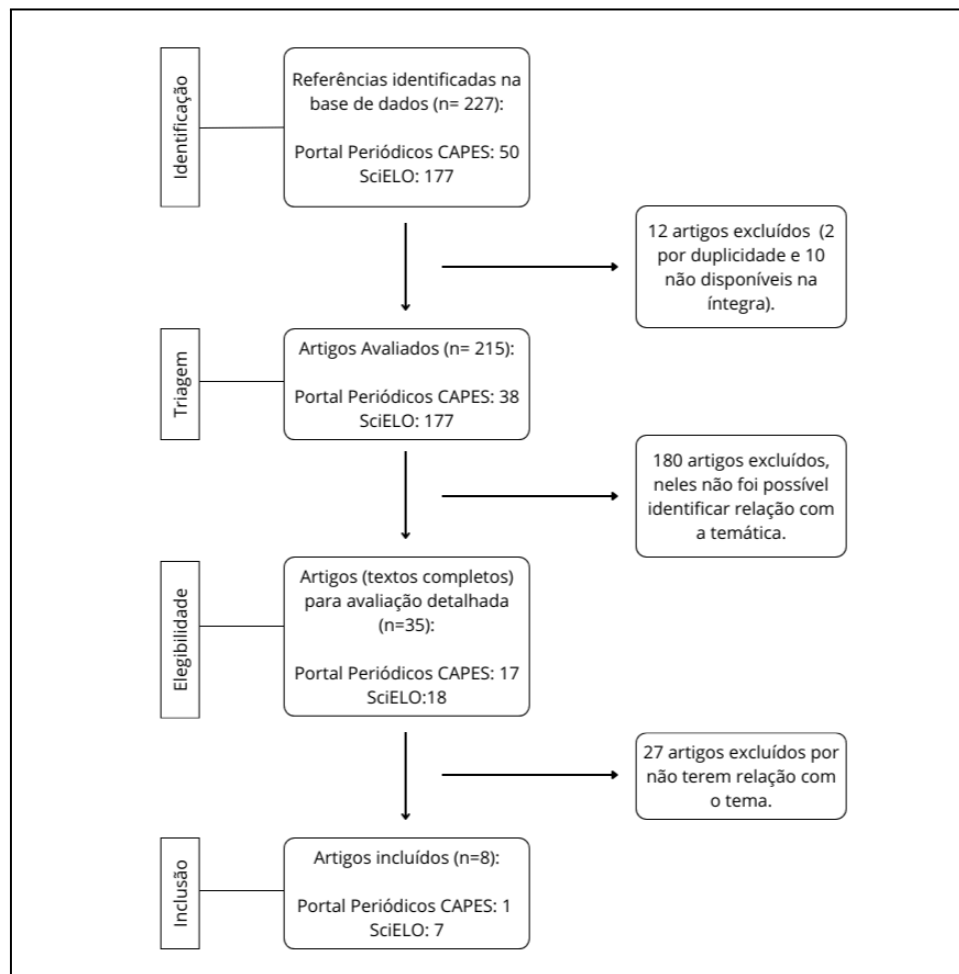 Identificação
Referências identificadas na
base de dados (n= 227):
Portal Periódicos CAPES: 50
SciELO: 177
12 artigos excluídos (2
por duplicidade e 10
não disponíveis na
íntegra).
Triagem
Artigos Avaliados (n= 215):
Portal Periódicos CAPES: 38
SciELO: 177
180 artigos excluídos,
neles não foi possível
identificar relação com
a temática.
Elegibilidade
Artigos (textos completos)
para avaliação detalhada
(n=35):
Portal Periódicos CAPES: 17
SciELO:18
27 artigos excluídos por
não terem relação com
o tema.
Inclusão
Artigos incluídos (n=8):
Portal Periódicos CAPES: 1
SciELO: 7